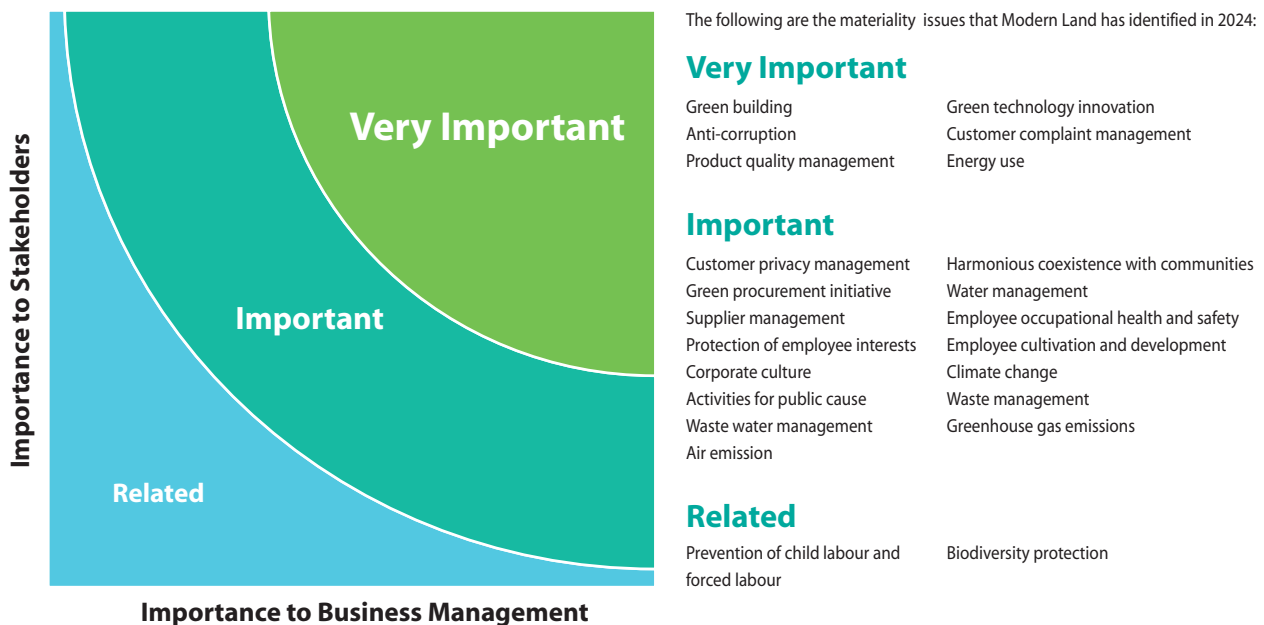 Importance to Stakeholders
Very Important
Important
Related
Importance to Business Management
The following are the materiality issues that Modern Land has identified in 2024:
Very Important
Green building
Anti-corruption
Product quality management
Green technology innovation
Customer complaint management
Energy use
Important
Customer privacy management
Green procurement initiative
Supplier management
Protection of employee interests
Corporate culture
Activities for public cause
Waste water management
Air emission
Harmonious coexistence with communities
Water management
Employee occupational health and safety
Employee cultivation and development
Climate change
Waste management
Greenhouse gas emissions
Related
Prevention of child labour and
forced labour
Biodiversity protection